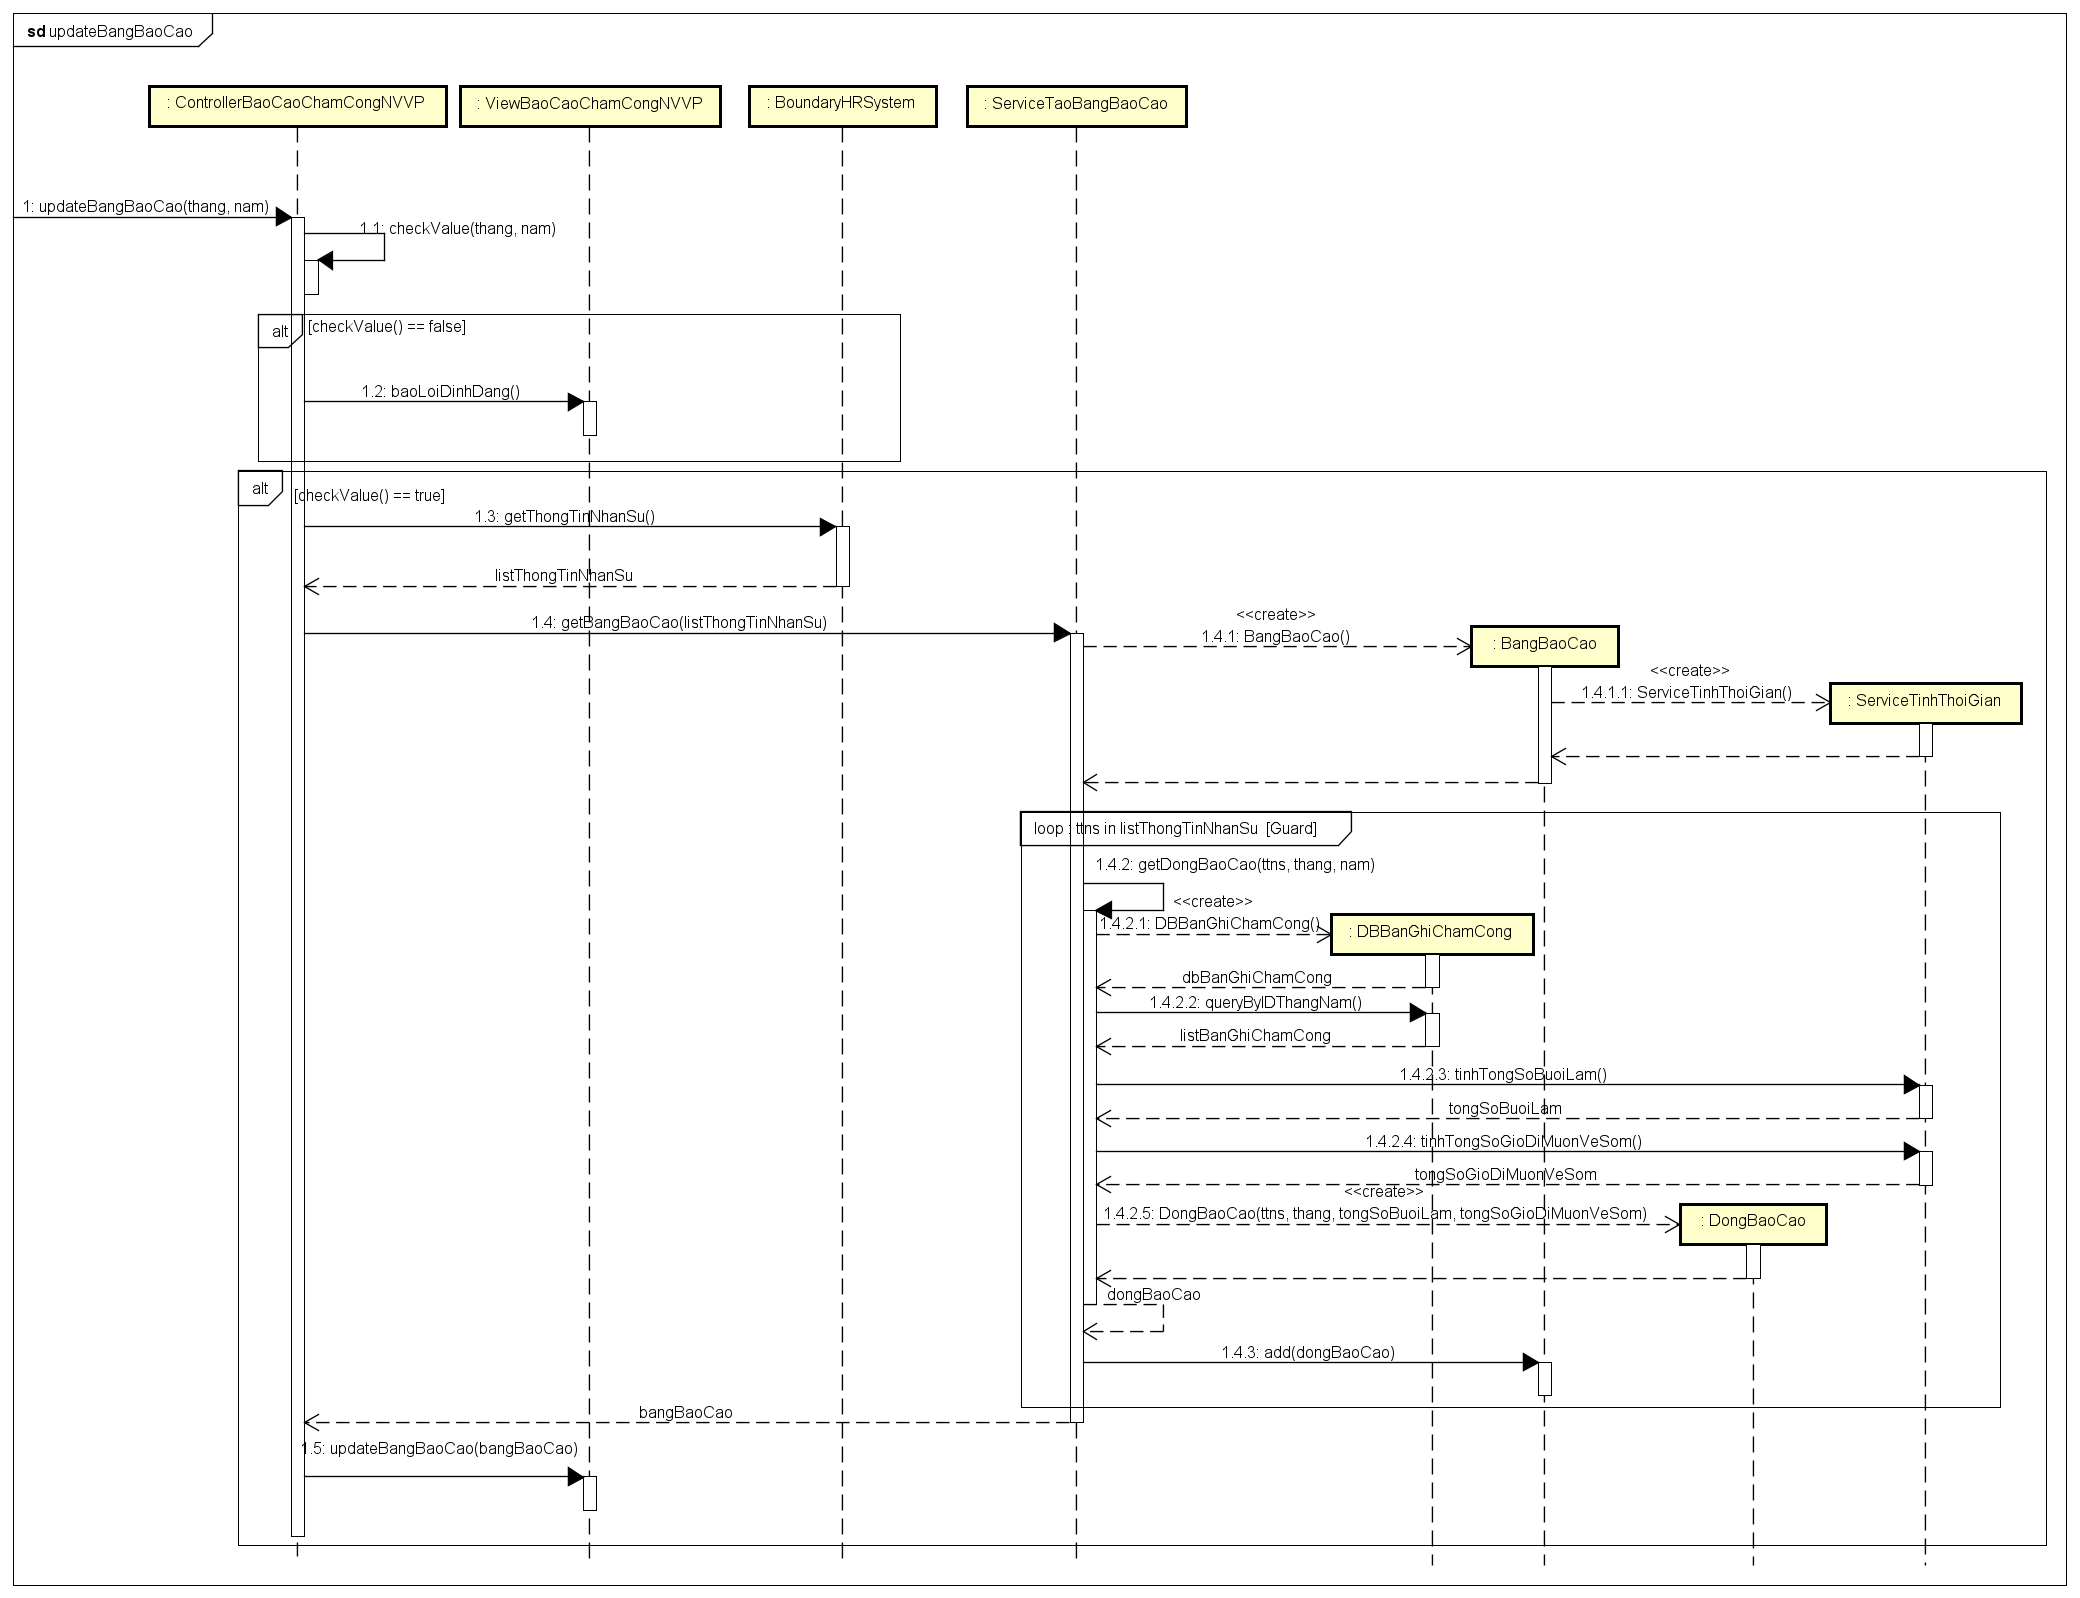 sd updateBangBaoCao
: ControllerBaoCaoChamCongNVVP
: ViewBaoCaoChamCongNVVP
: BoundaryHRSystem
: ServiceTaoBangBaoCao
1: updateBangBaoCao(thang, nam)
1.1: checkValue(thang, nam)
alt
[checkValue() == false]
1.2: baoLoiDinhDang()
alt
[checkValue() == true]
1.3: getThongTinNhanSu()
listThongTinNhanSu
1.4: getBangBaoCao(listThongTinNhanSu)
<<create>>
1.4.1: BangBaoCao()
: BangBaoCao
<<create>>
1.4.1.1: ServiceTinhThoiGian()
: ServiceTinhThoiGian
loop : ttns in listThongTinNhanSu [Guard]
1.4.2: getDongBaoCao(ttns, thang, nam)
<<create>>
1.4.2.1: DBBanGhiChamCong()
: DBBanGhiChamCong
dbBanGhiChamCong
1.4.2.2: queryByIDThangNam()
listBanGhiChamCong
1.4.2.3: tinhTongSoBuoiLam()
tongSoBuoiLam
1.4.2.4: tinhTongSoGioDiMuonVeSom()
tongSoGioDiMuonVeSom
<<create>>
1.4.2.5: DongBaoCao(ttns, thang, tongSoBuoiLam, tongSoGioDiMuonVeSom)
: DongBaoCao
dongBaoCao
1.4.3: add(dongBaoCao)
bangBaoCao
1.5: updateBangBaoCao(bangBaoCao)